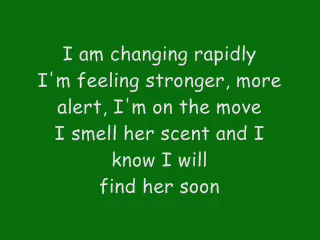 I am changing rapidly
I'm feeling stronger, more
alert, I'm on the move
I smell her scent and I
know I will
find her soon